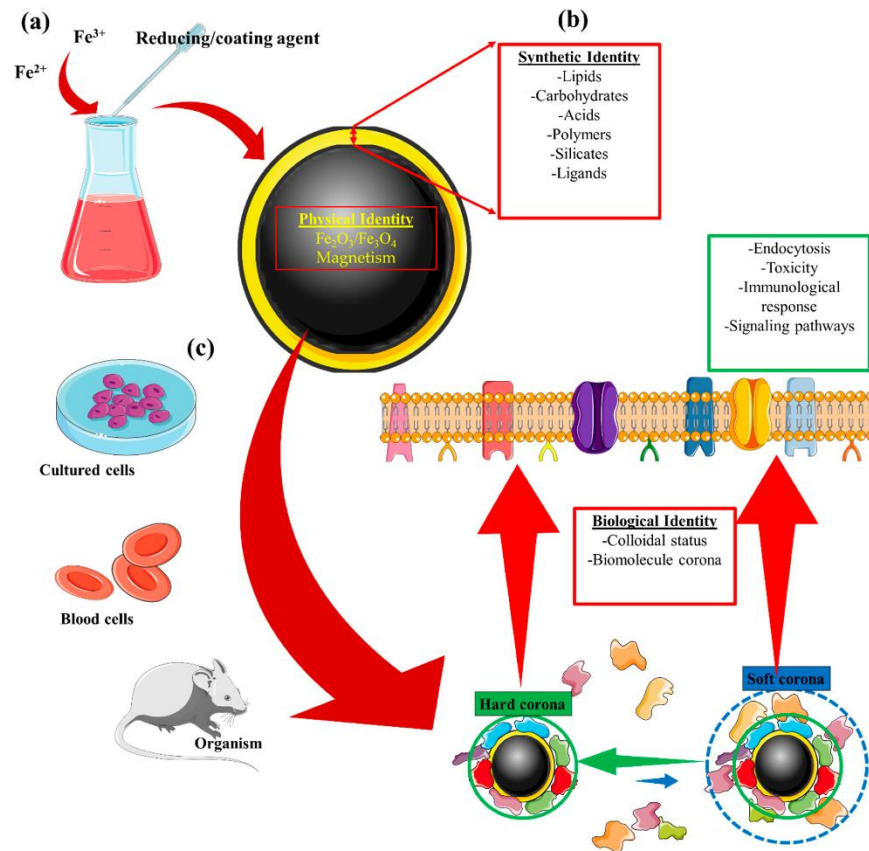 (a)
Fe³⁺
Reducing/coating agent
Fe²⁺
(b)
Synthetic Identity
-Lipids
-Carbohydrates
-Acids
-Polymers
-Silicates
-Ligands
Physical Identity
Fe₂O₃/Fe₃O₄
Magnetism
-Endocytosis
-Toxicity
-Immunological
response
-Signaling pathways
(c)
Cultured cells
Blood cells
Organism
Biological Identity
-Colloidal status
-Biomolecule corona
Hard corona
Soft corona